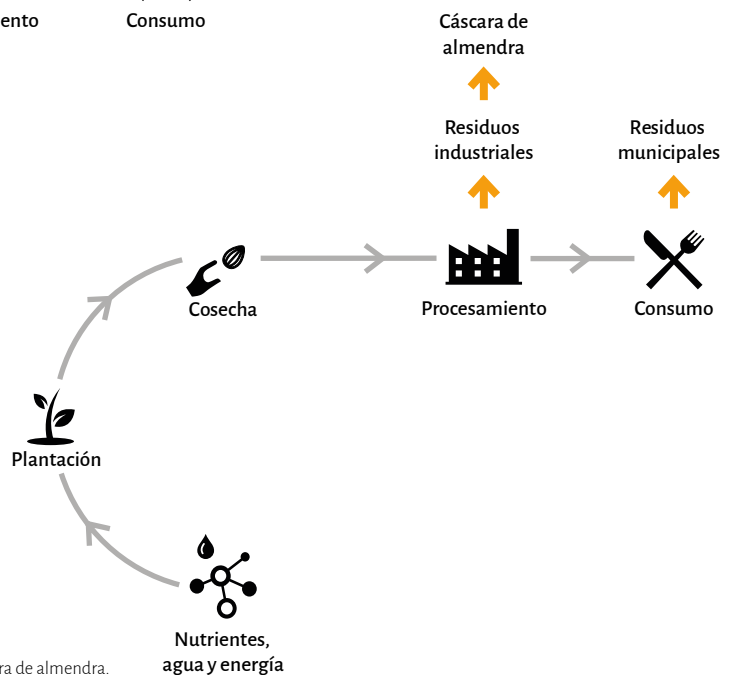 ento
Consumo
Cáscara de
almendra
Residuos
industriales
Residuos
municipales
Cosecha
Procesamiento
Consumo
Plantación
Nutrientes,
agua y energía
ra de almendra.